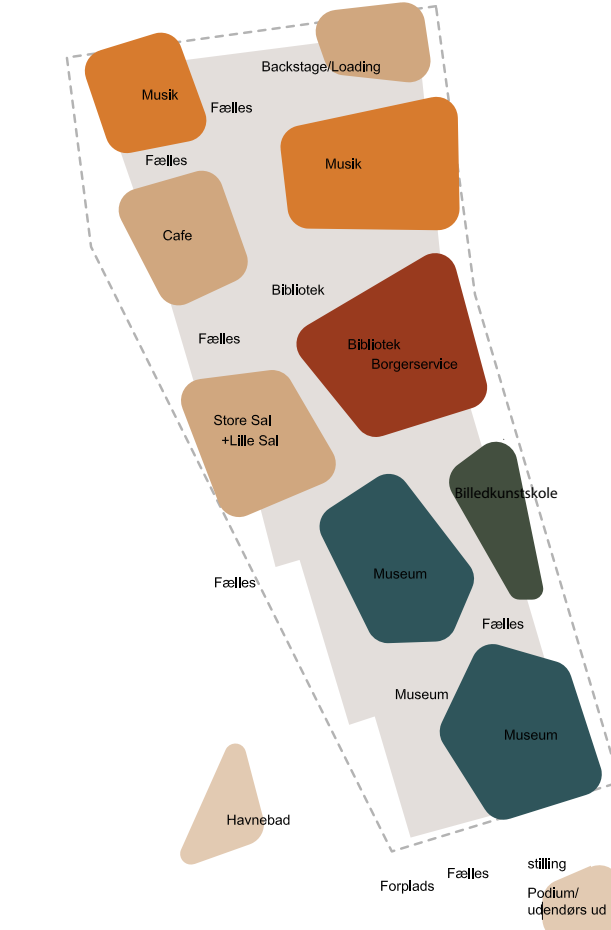 Backstage/Loading
Musik
Fælles
Fælles
Musik
Cafe
Bibliotek
Fælles
Bibliotek
Borgerservice
Store Sal
+Lille Sal
Billedkunstskole
Museum
Fælles
Fælles
Museum
Museum
Havnebad
stilling
Fælles
Forplads
Podium/
udendørs ud